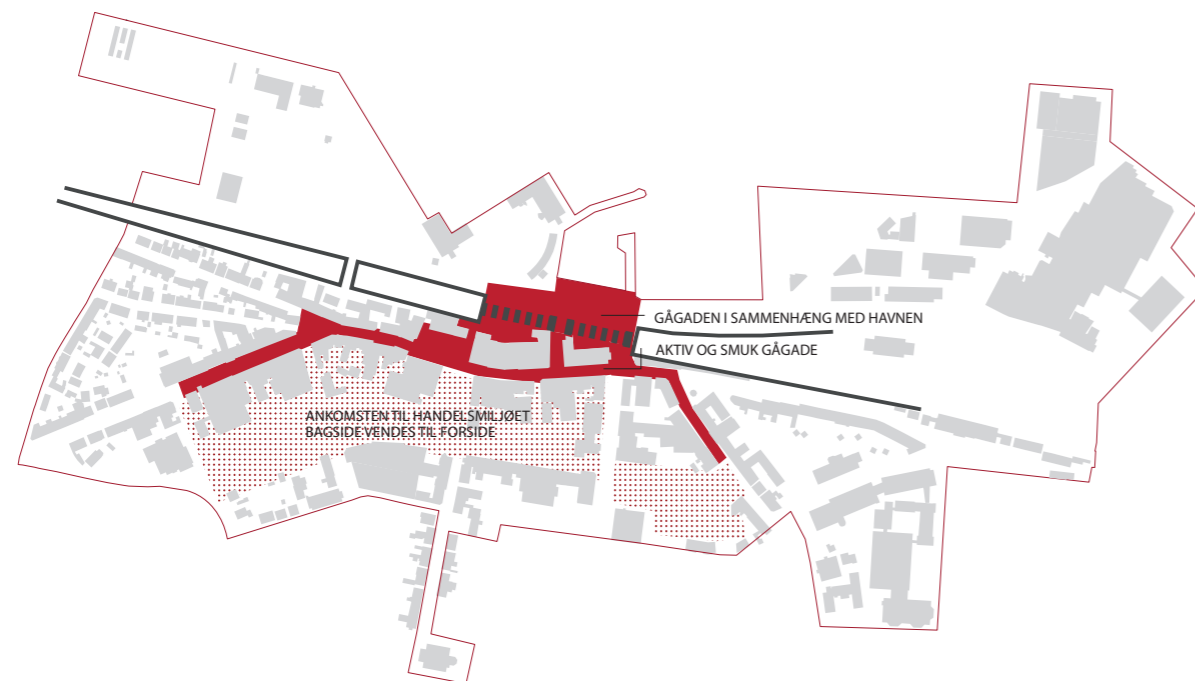 GÅGADEN I SAMMENHÆNG MED HAVNEN
AKTIV OG SMUK GÅGADE
ANKOMSTEN TIL HANDELSMILJØET
BAGSIDE VENDES TIL FORSIDE